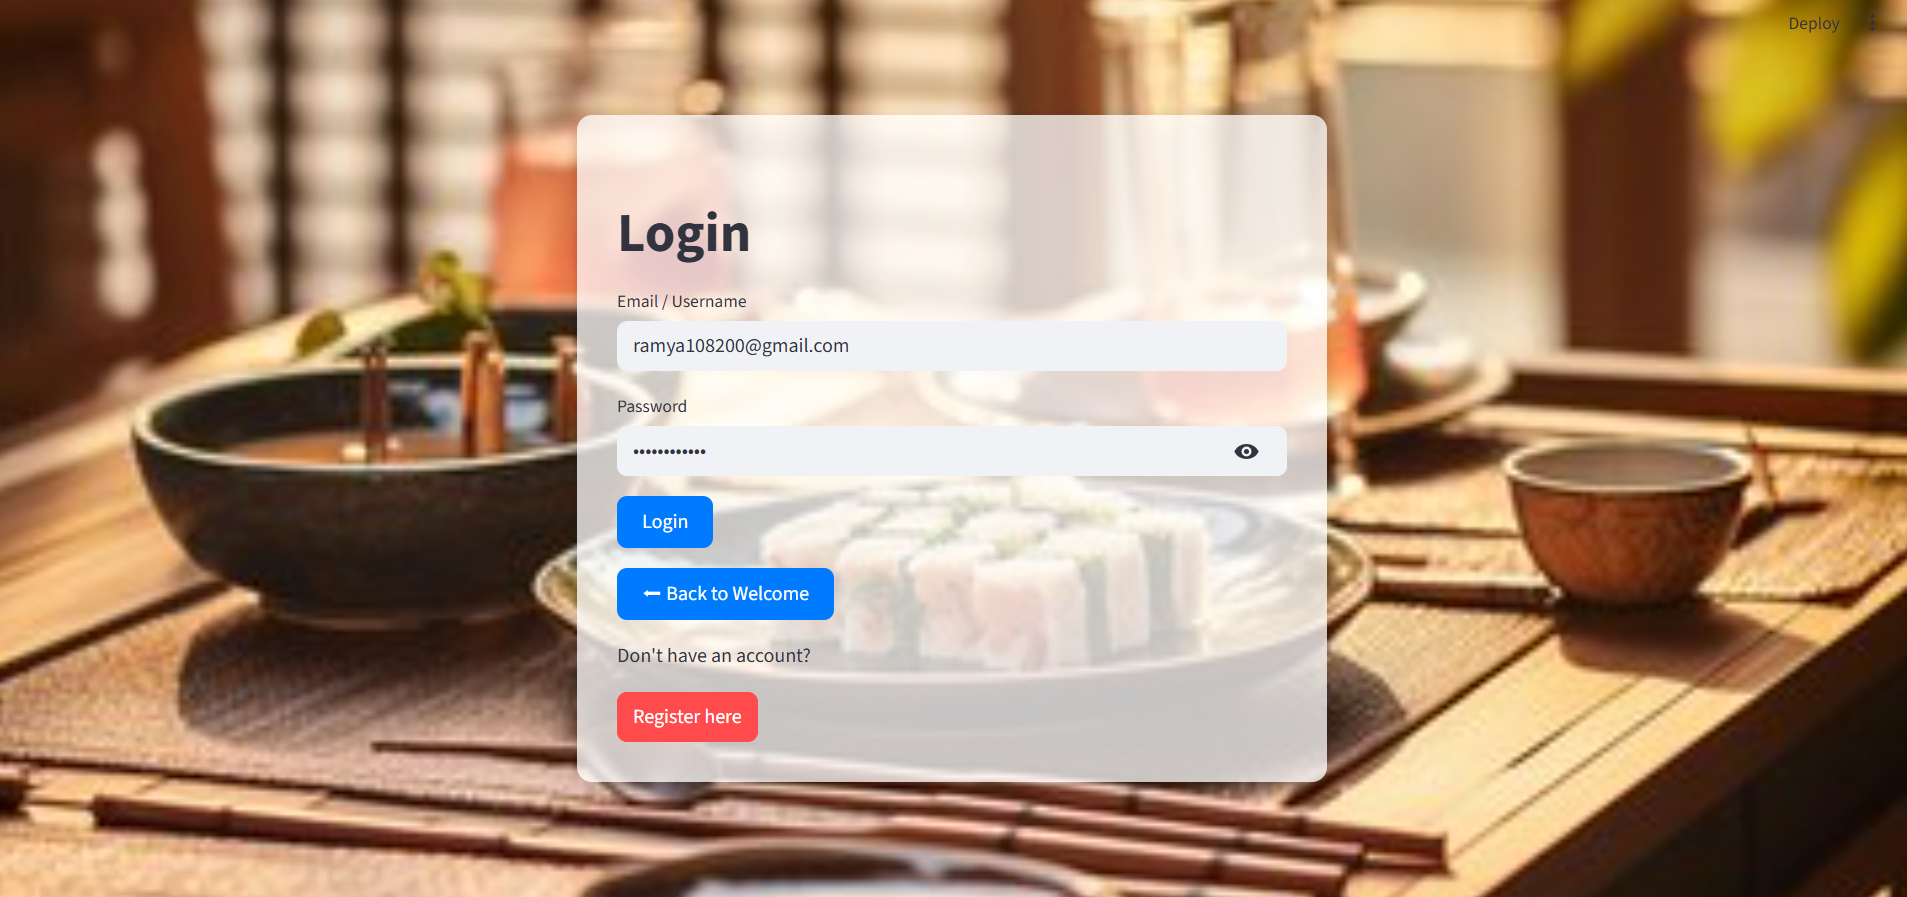 Deploy
Login
Email / Username
ramya108200@gmail.com
Password
••••••••••••
Login
← Back to Welcome
Don't have an account?
Register here